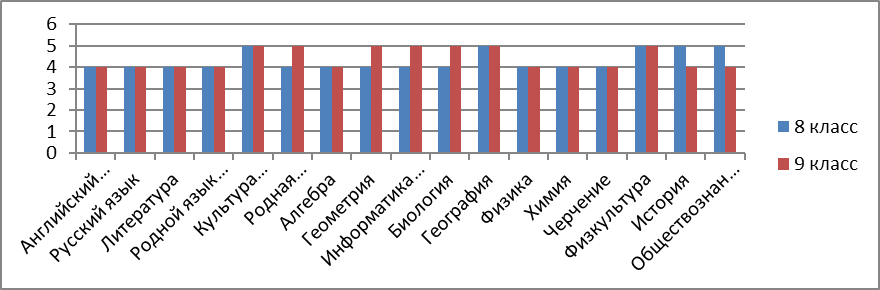 6
5
4
3
2
1
0
Английский...
Русский язык
Литература
Родной язык...
Культура...
Родная...
Алгебра
Геометрия
Информатика...
Биология
География
Физика
Химия
Черчение
Физкультура
История
Обществознан...
8 класс
9 класс